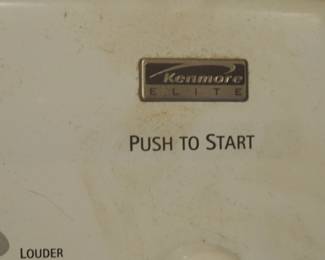 Kenmore
ELITE
PUSH TO START
LOUDER